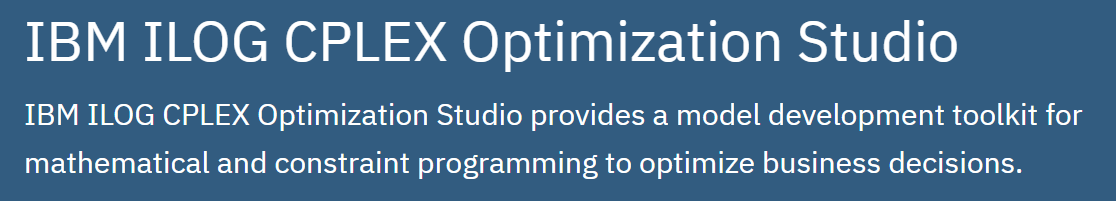 IBM ILOG CPLEX Optimization Studio
IBM ILOG CPLEX Optimization Studio provides a model development toolkit for
mathematical and constraint programming to optimize business decisions.